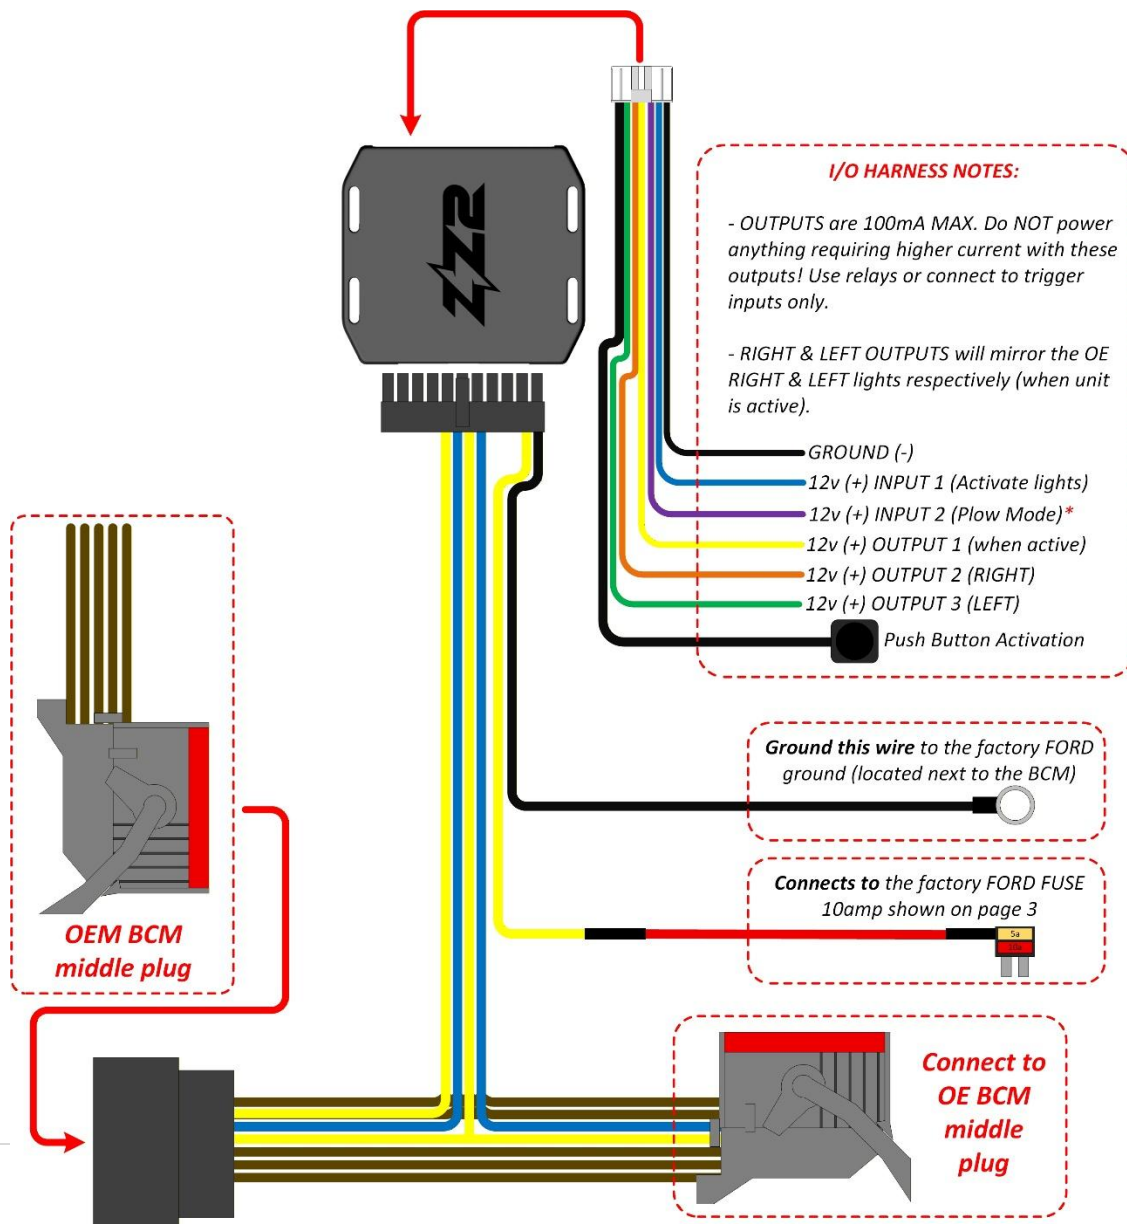 Z2
I/O HARNESS NOTES:
- OUTPUTS are 100mA MAX. Do NOT power
anything requiring higher current with these
outputs! Use relays or connect to trigger
inputs only.
- RIGHT & LEFT OUTPUTS will mirror the OE
RIGHT & LEFT lights respectively (when unit
is active).
GROUND (-)
12v (+) INPUT 1 (Activate lights)
12v (+) INPUT 2 (Plow Mode)*
12v (+) OUTPUT 1 (when active)
12v (+) OUTPUT 2 (RIGHT)
12v (+) OUTPUT 3 (LEFT)
Push Button Activation
Ground this wire to the factory FORD
ground (located next to the BCM)
Connects to the factory FORD FUSE
10amp shown on page 3
5a
10a
OEM BCM
middle plug
Connect to
OE BCM
middle
plug